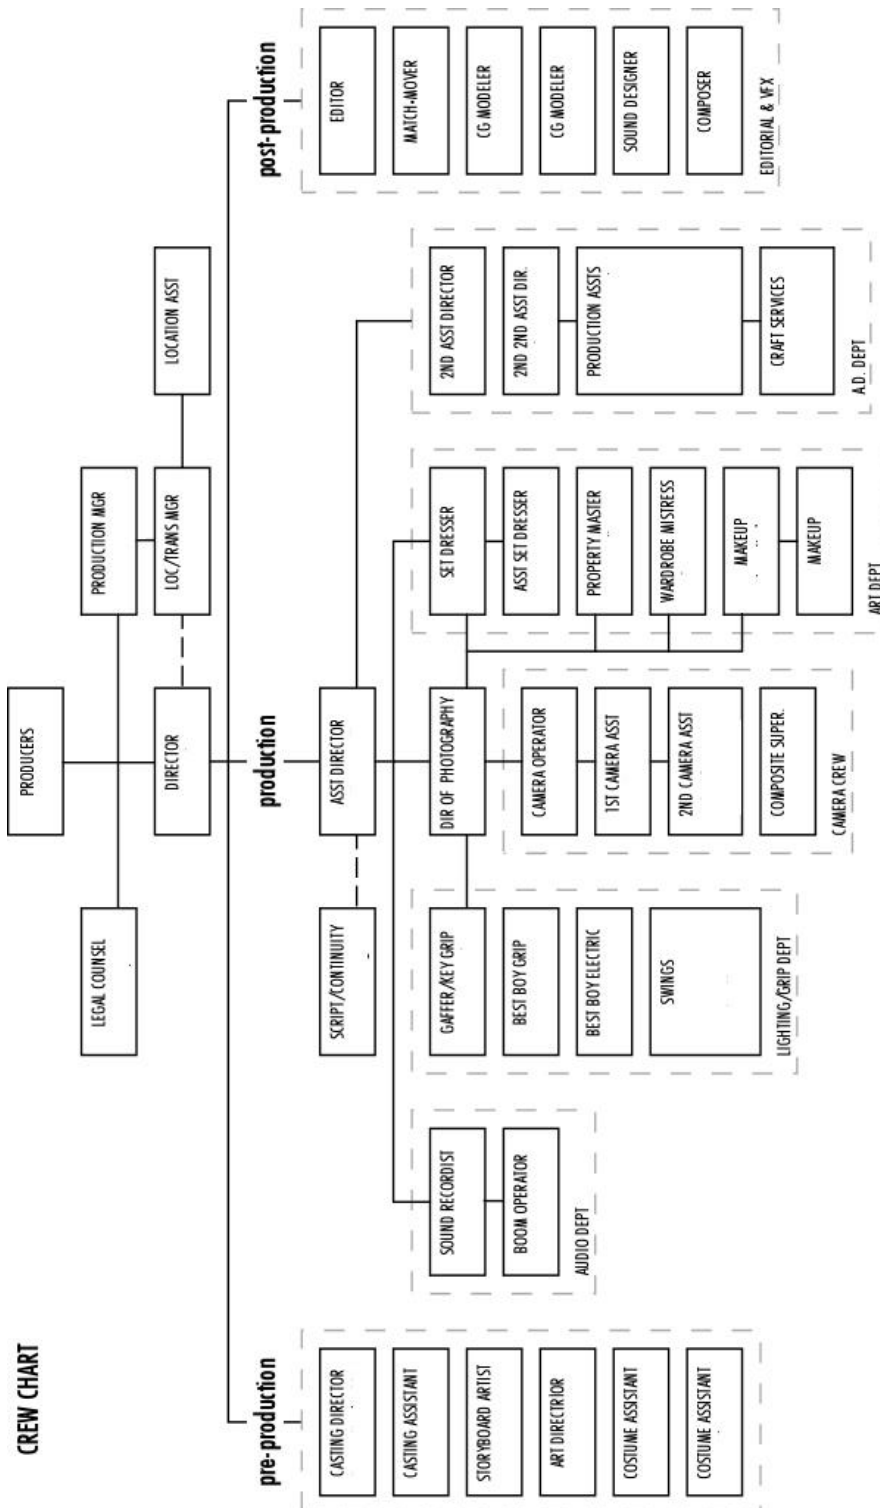 CREW CHART
PRODUCERS
LEGAL COUNSEL
PRODUCTION MGR
DIRECTOR
LOC/TRANS MGR
LOCATION ASST
pre-production
production
post-production
CASTING DIRECTOR
CASTING ASSISTANT
STORYBOARD ARTIST
ART DIRECTRIOR
COSTUME ASSISTANT
COSTUME ASSISTANT
SCRIPT/CONTINUITY
ASST DIRECTOR
SOUND RECORDIST
BOOM OPERATOR
AUDIO DEPT
GAFFER/KEY GRIP
BEST BOY GRIP
BEST BOY ELECTRIC
SWINGS
LIGHTING/GRIP DEPT
DIR OF PHOTOGRAPHY
CAMERA OPERATOR
1ST CAMERA ASST
2ND CAMERA ASST
COMPOSITE SUPER.
CAMERA CREW
SET DRESSER
ASST SET DRESSER
PROPERTY MASTER
WARDROBE MISTRESS
MAKEUP
MAKEUP
ART DEPT
2ND ASST DIRECTOR
2ND 2ND ASST DIR.
PRODUCTION ASSTS
CRAFT SERVICES
A.D. DEPT
EDITOR
MATCH-MOVER
CG MODELER
CG MODELER
SOUND DESIGNER
COMPOSER
EDITORIAL & VFX